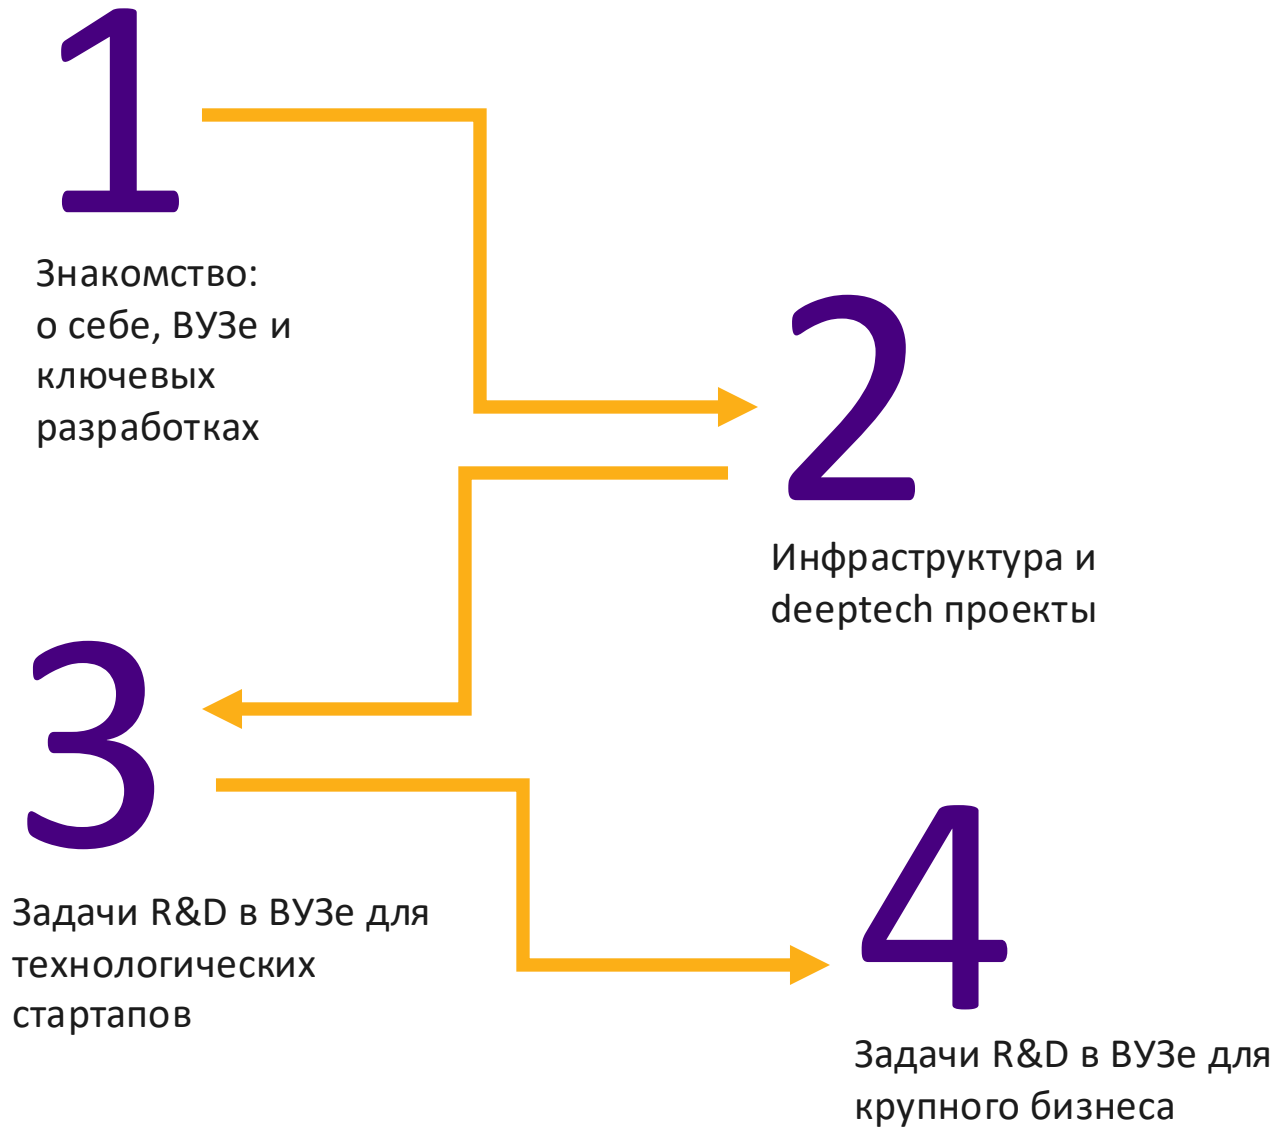 1
Знакомство:
о себе, ВУЗе и
ключевых
разработках
2
Инфраструктура и
deeptech проекты
3
Задачи R&D в ВУЗе для
технологических
стартапов
4
Задачи R&D в ВУЗе для
крупного бизнеса